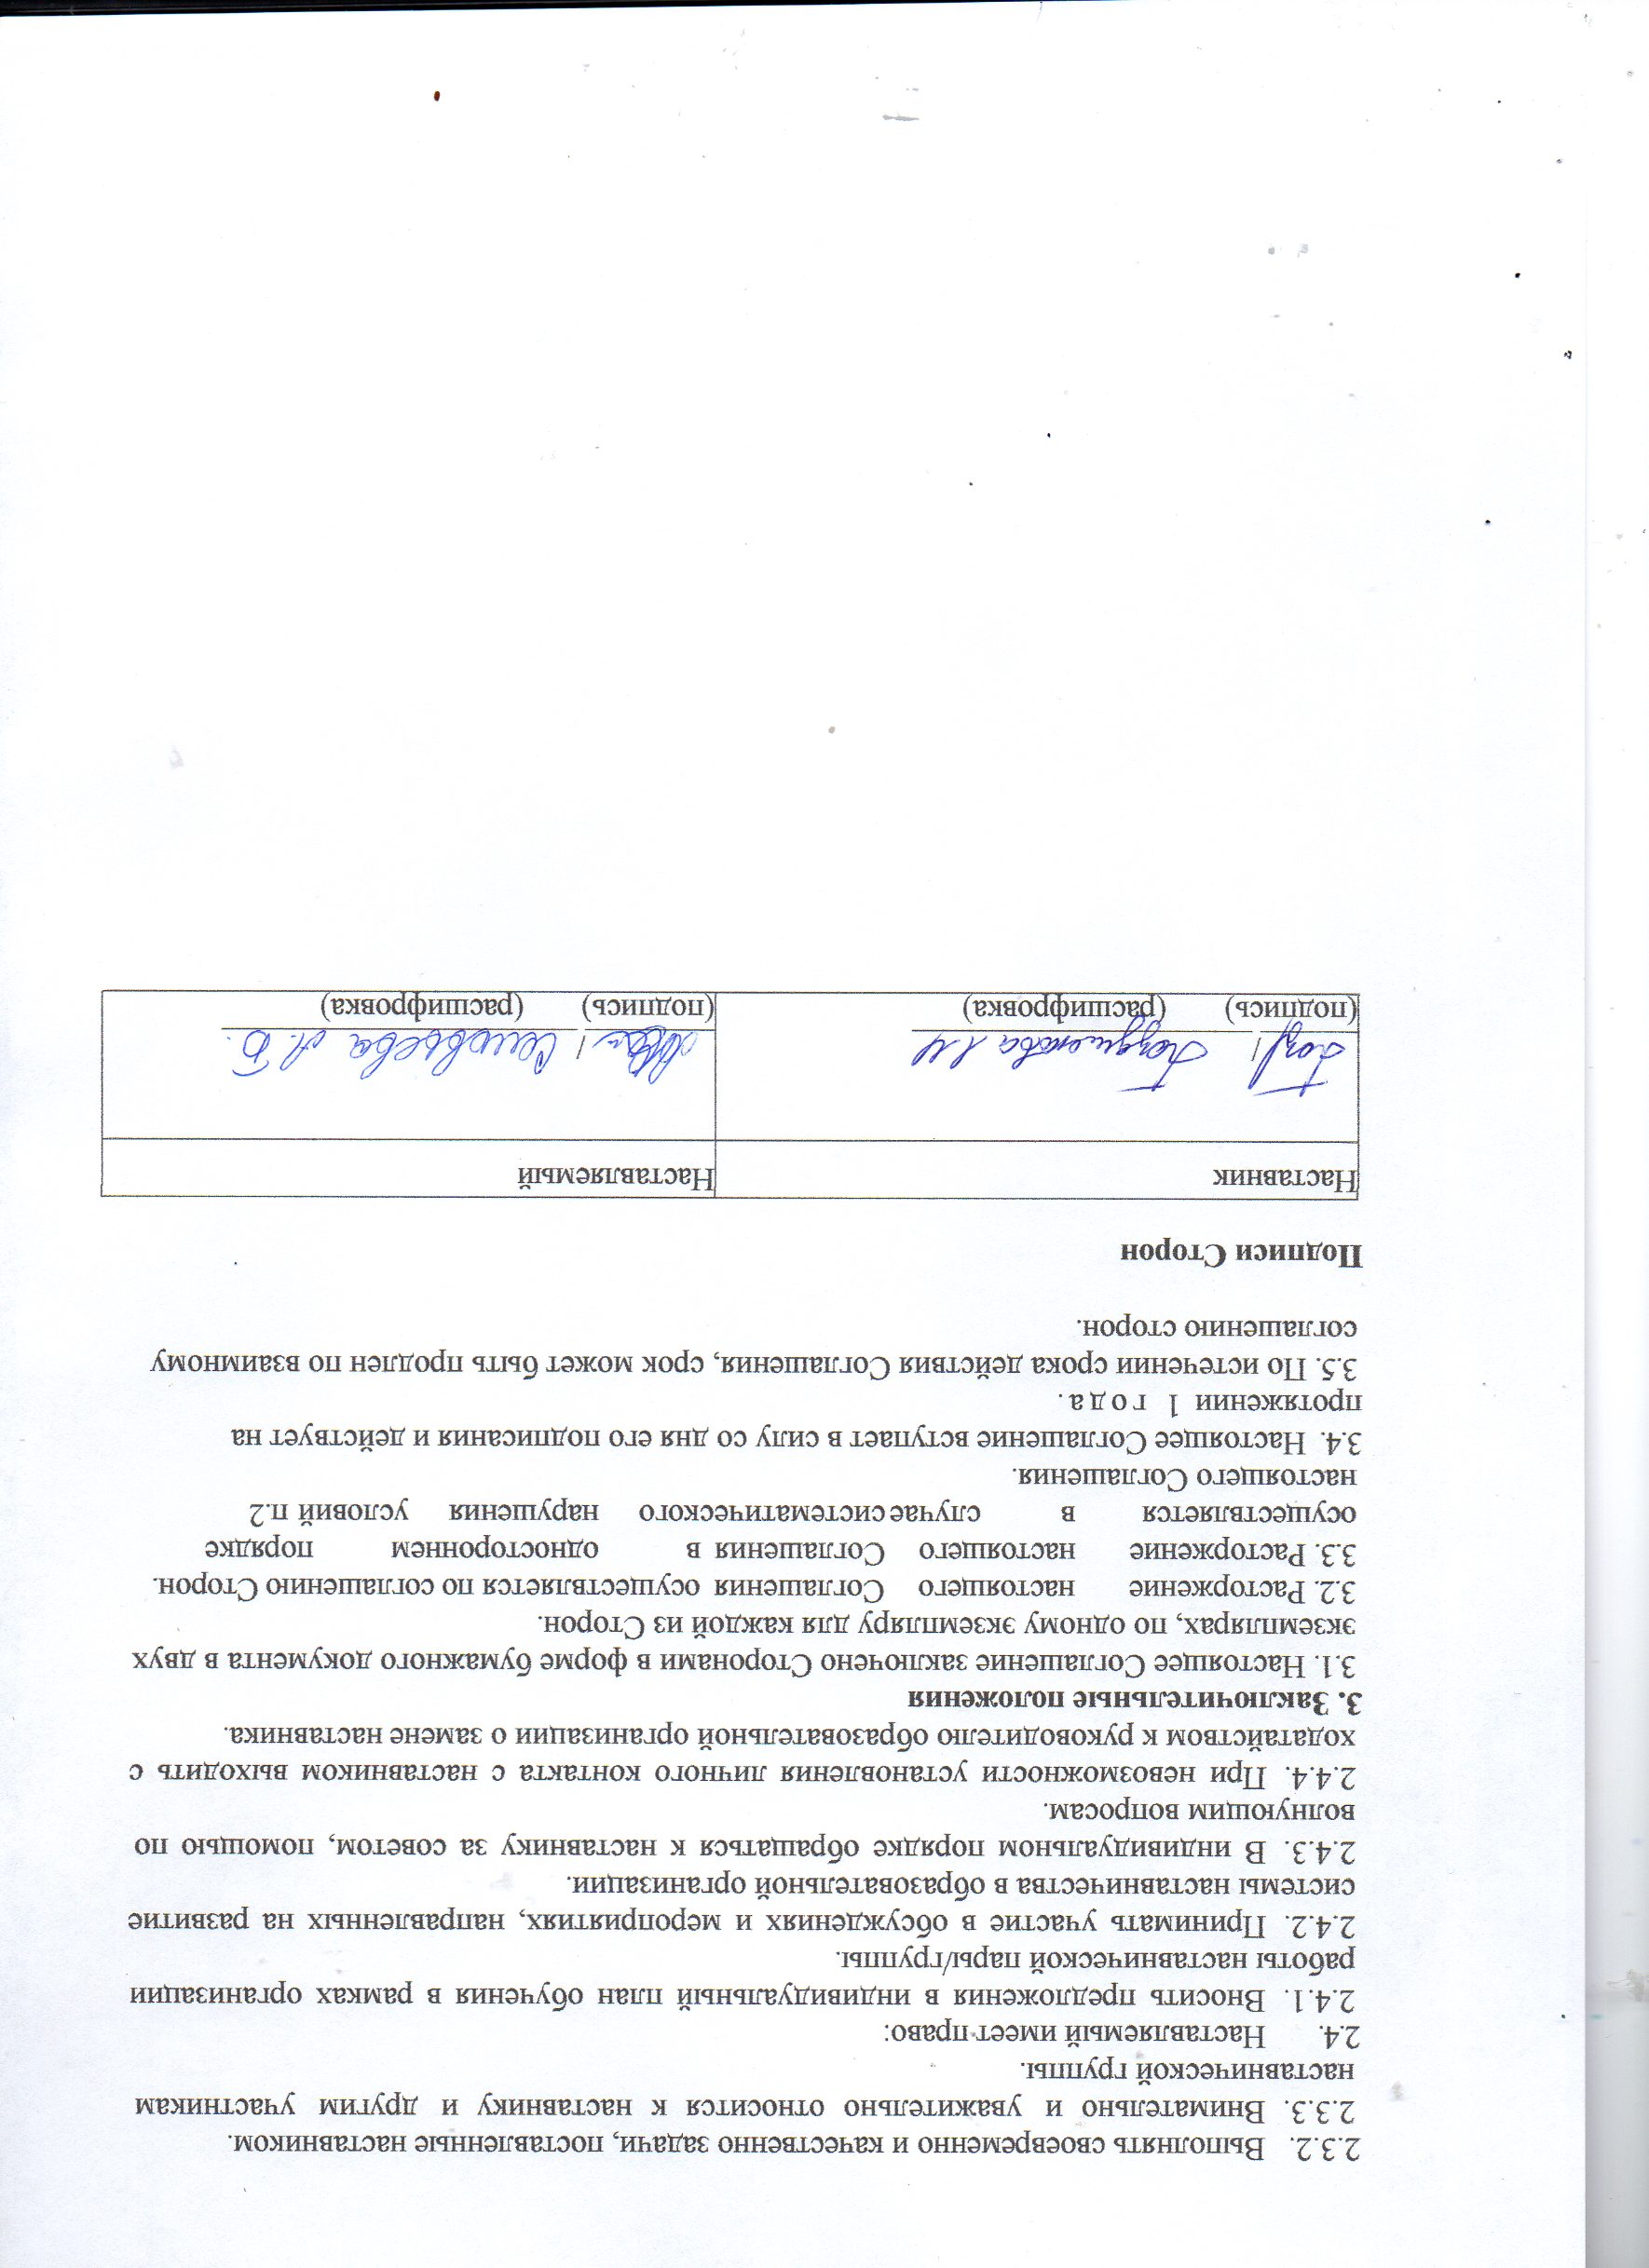 2.3.2. Выполнять своевременно и качественно задачи, поставленные наставником.
2.3.3. Внимательно и уважительно относится к наставнику и другим участникам
наставнической группы.
2.4. Наставляемый имеет право:
2.4.1. Вносить предложения в индивидуальный план обучения в рамках организации
работы наставнической пары/группы.
2.4.2. Принимать участие в обсуждениях и мероприятиях, направленных на развитие
системы наставничества в образовательной организации.
2.4.3. В индивидуальном порядке обращаться к наставнику за советом, помощью по
волнующим вопросам.
2.4.4. При невозможности установления личного контакта с наставником выходить с
ходатайством к руководителю образовательной организации о замене наставника.
3. Заключительные положения
3.1. Настоящее Соглашение заключено Сторонами в форме бумажного документа в двух
экземплярах, по одному экземпляру для каждой из Сторон.
3.2. Расторжение настоящего Соглашения осуществляется по соглашению Сторон.
3.3. Расторжение настоящего Соглашения в одностороннем порядке
осуществляется в случае систематического нарушения условий п.2
настоящего Соглашения.
3.4. Настоящее Соглашение вступает в силу со дня его подписания и действует на
протяжении 1 года.
3.5. По истечении срока действия Соглашения, срок может быть продлен по взаимному
соглашению сторон.
Подписи Сторон
Наставник
Наставляемый
/
/ Соловьева А. Б.
(подпись) (расшифровка)
(подпись) (расшифровка)